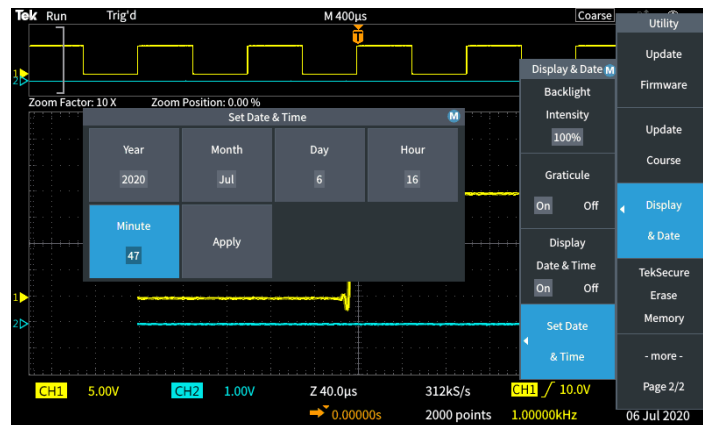 Tek Run Trig'd M 400µs Coarse
T
1
2
Zoom Factor: 10 X Zoom Position: 0.00 %
Set Date & Time M
Year
2020
Month
Jul
Day
6
Hour
16
Minute
47
Apply
Display & Date M
Backlight
Intensity
100%
Graticule
On Off
Display
Date & Time
On Off
Set Date
& Time
Utility
Update
Firmware
Update
Course
Display
& Date
TekSecure
Erase
Memory
- more -
Page 2/2
1
2
CH1 5.00V CH2 1.00V Z 40.0µs 312kS/s CH1 / 10.0V
0.00000s 2000 points 1.00000kHz 06 Jul 2020